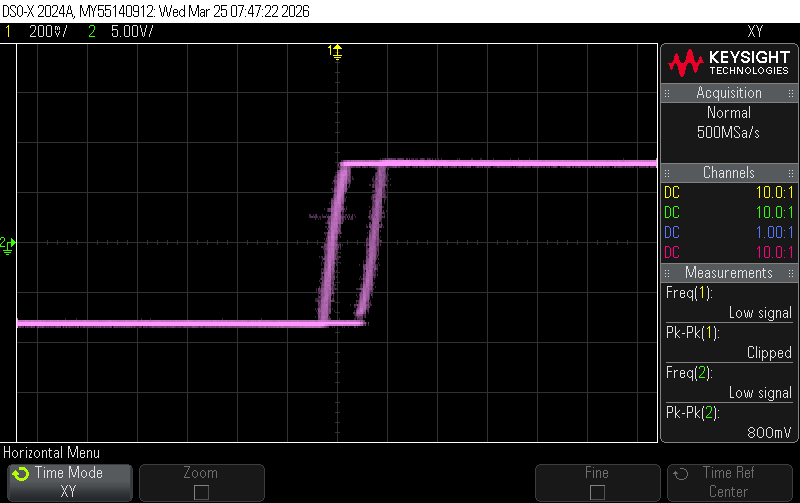 DSO-X 2024A, MY55140912: Wed Mar 25 07:47:22 2026
1 200mV/ 2 5.00V/ XY
1
KEYSIGHT
TECHNOLOGIES
Acquisition
Normal
500MSa/s
Channels
DC 10.0:1
DC 10.0:1
DC 1.00:1
DC 10.0:1
Measurements
Freq(1):
Low signal
Pk-Pk(1):
Clipped
Freq(2):
Low signal
Pk-Pk(2):
800mV
2
Horizontal Menu
Time Mode
XY
Zoom
Fine
Time Ref
Center